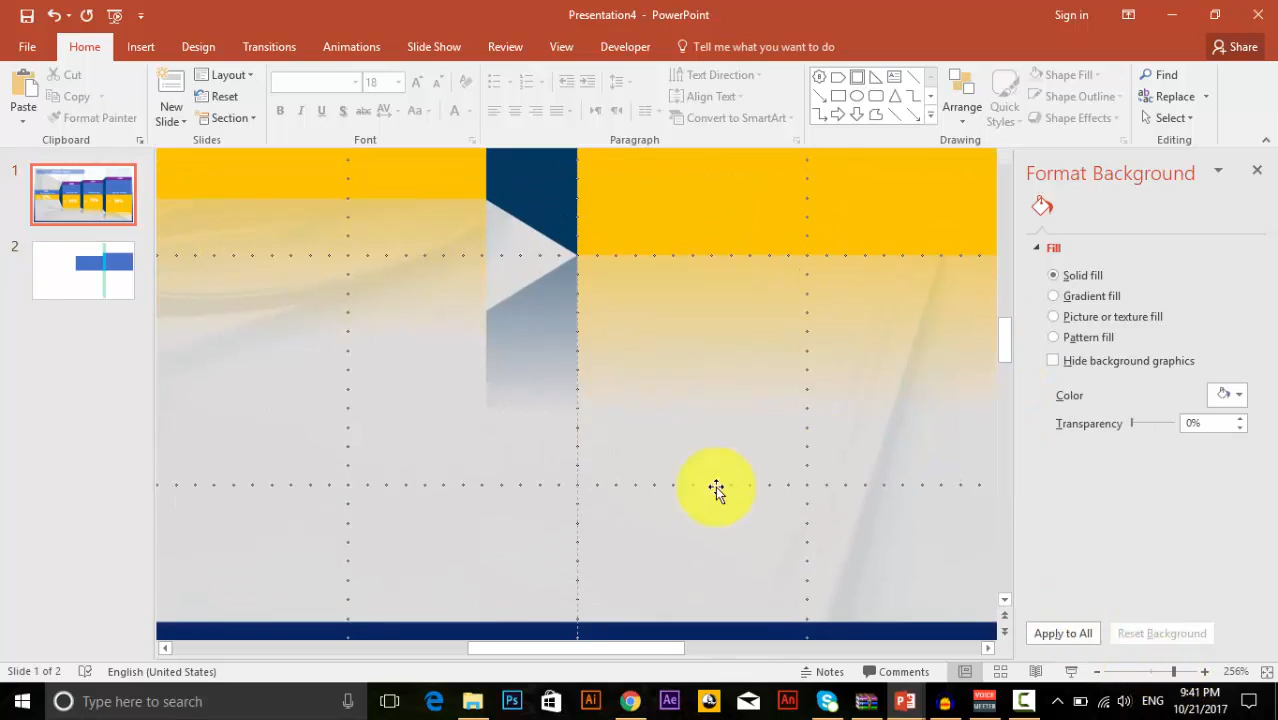 Presentation4 - PowerPoint
Sign in
File
Home
Insert
Design
Transitions
Animations
Slide Show
Review
View
Developer
Tell me what you want to do
Share
Paste
Cut
Copy
Format Painter
Clipboard
New Slide
Layout
Reset
Section
Slides
18
Font
Paragraph
Text Direction
Align Text
Convert to SmartArt
Arrange
Quick Styles
Shape Fill
Shape Outline
Shape Effects
Drawing
Find
Replace
Select
Editing
1
2
Format Background
Fill
Solid fill
Gradient fill
Picture or texture fill
Pattern fill
Hide background graphics
Color
Transparency
0%
Apply to All
Reset Background
Slide 1 of 2
English (United States)
Notes
Comments
256%
Type here to search
ENG
9:41 PM
10/21/2017